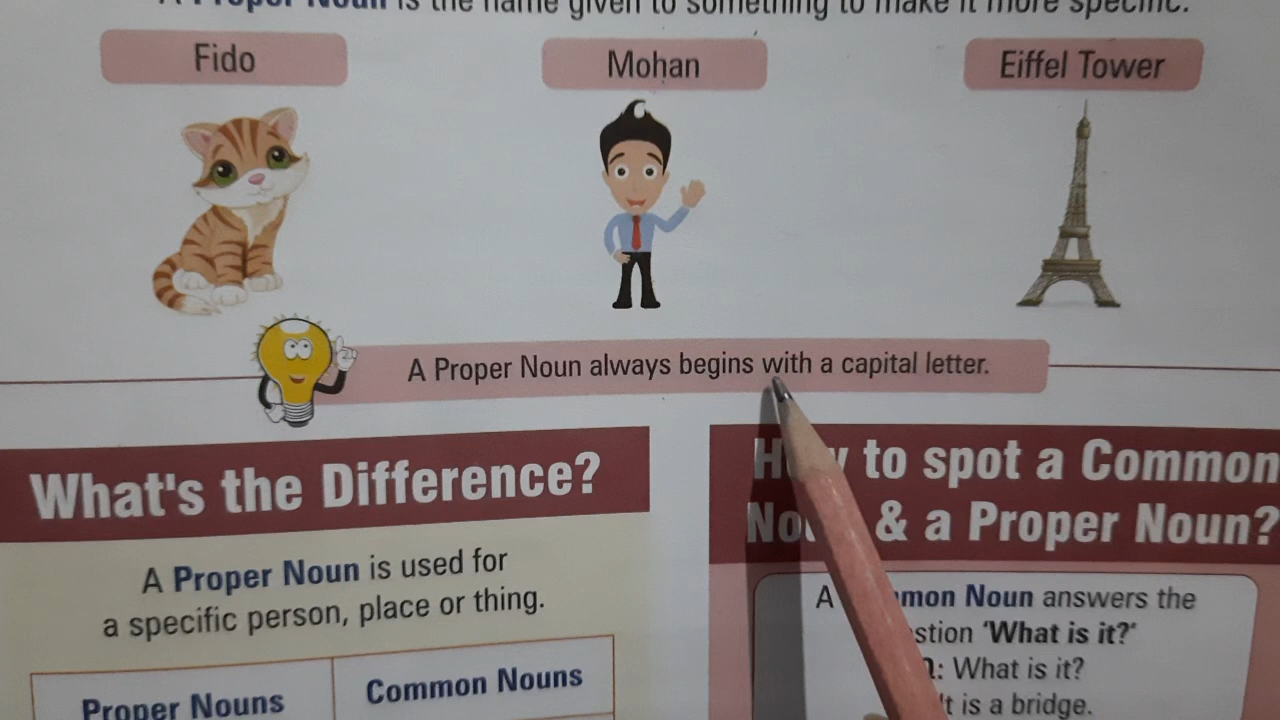 A Proper Noun is the name given to something to make it more specific.
Fido
Mohan
Eiffel Tower
A Proper Noun always begins with a capital letter.
What's the Difference?
A Proper Noun is used for
a specific person, place or thing.
Proper Nouns
Common Nouns
to spot a Common
& a Proper Noun?
A Noun answers the
'What is it?'
What is it?
is a bridge.